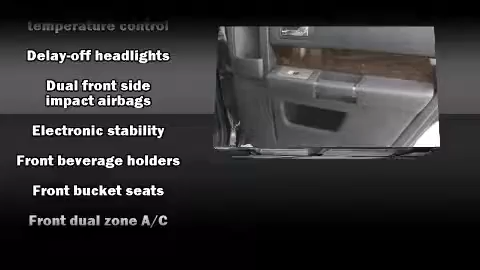 temperature control
Delay-off headlights
Dual front side
impact airbags
Electronic stability
Front beverage holders
Front bucket seats
Front dual zone A/C